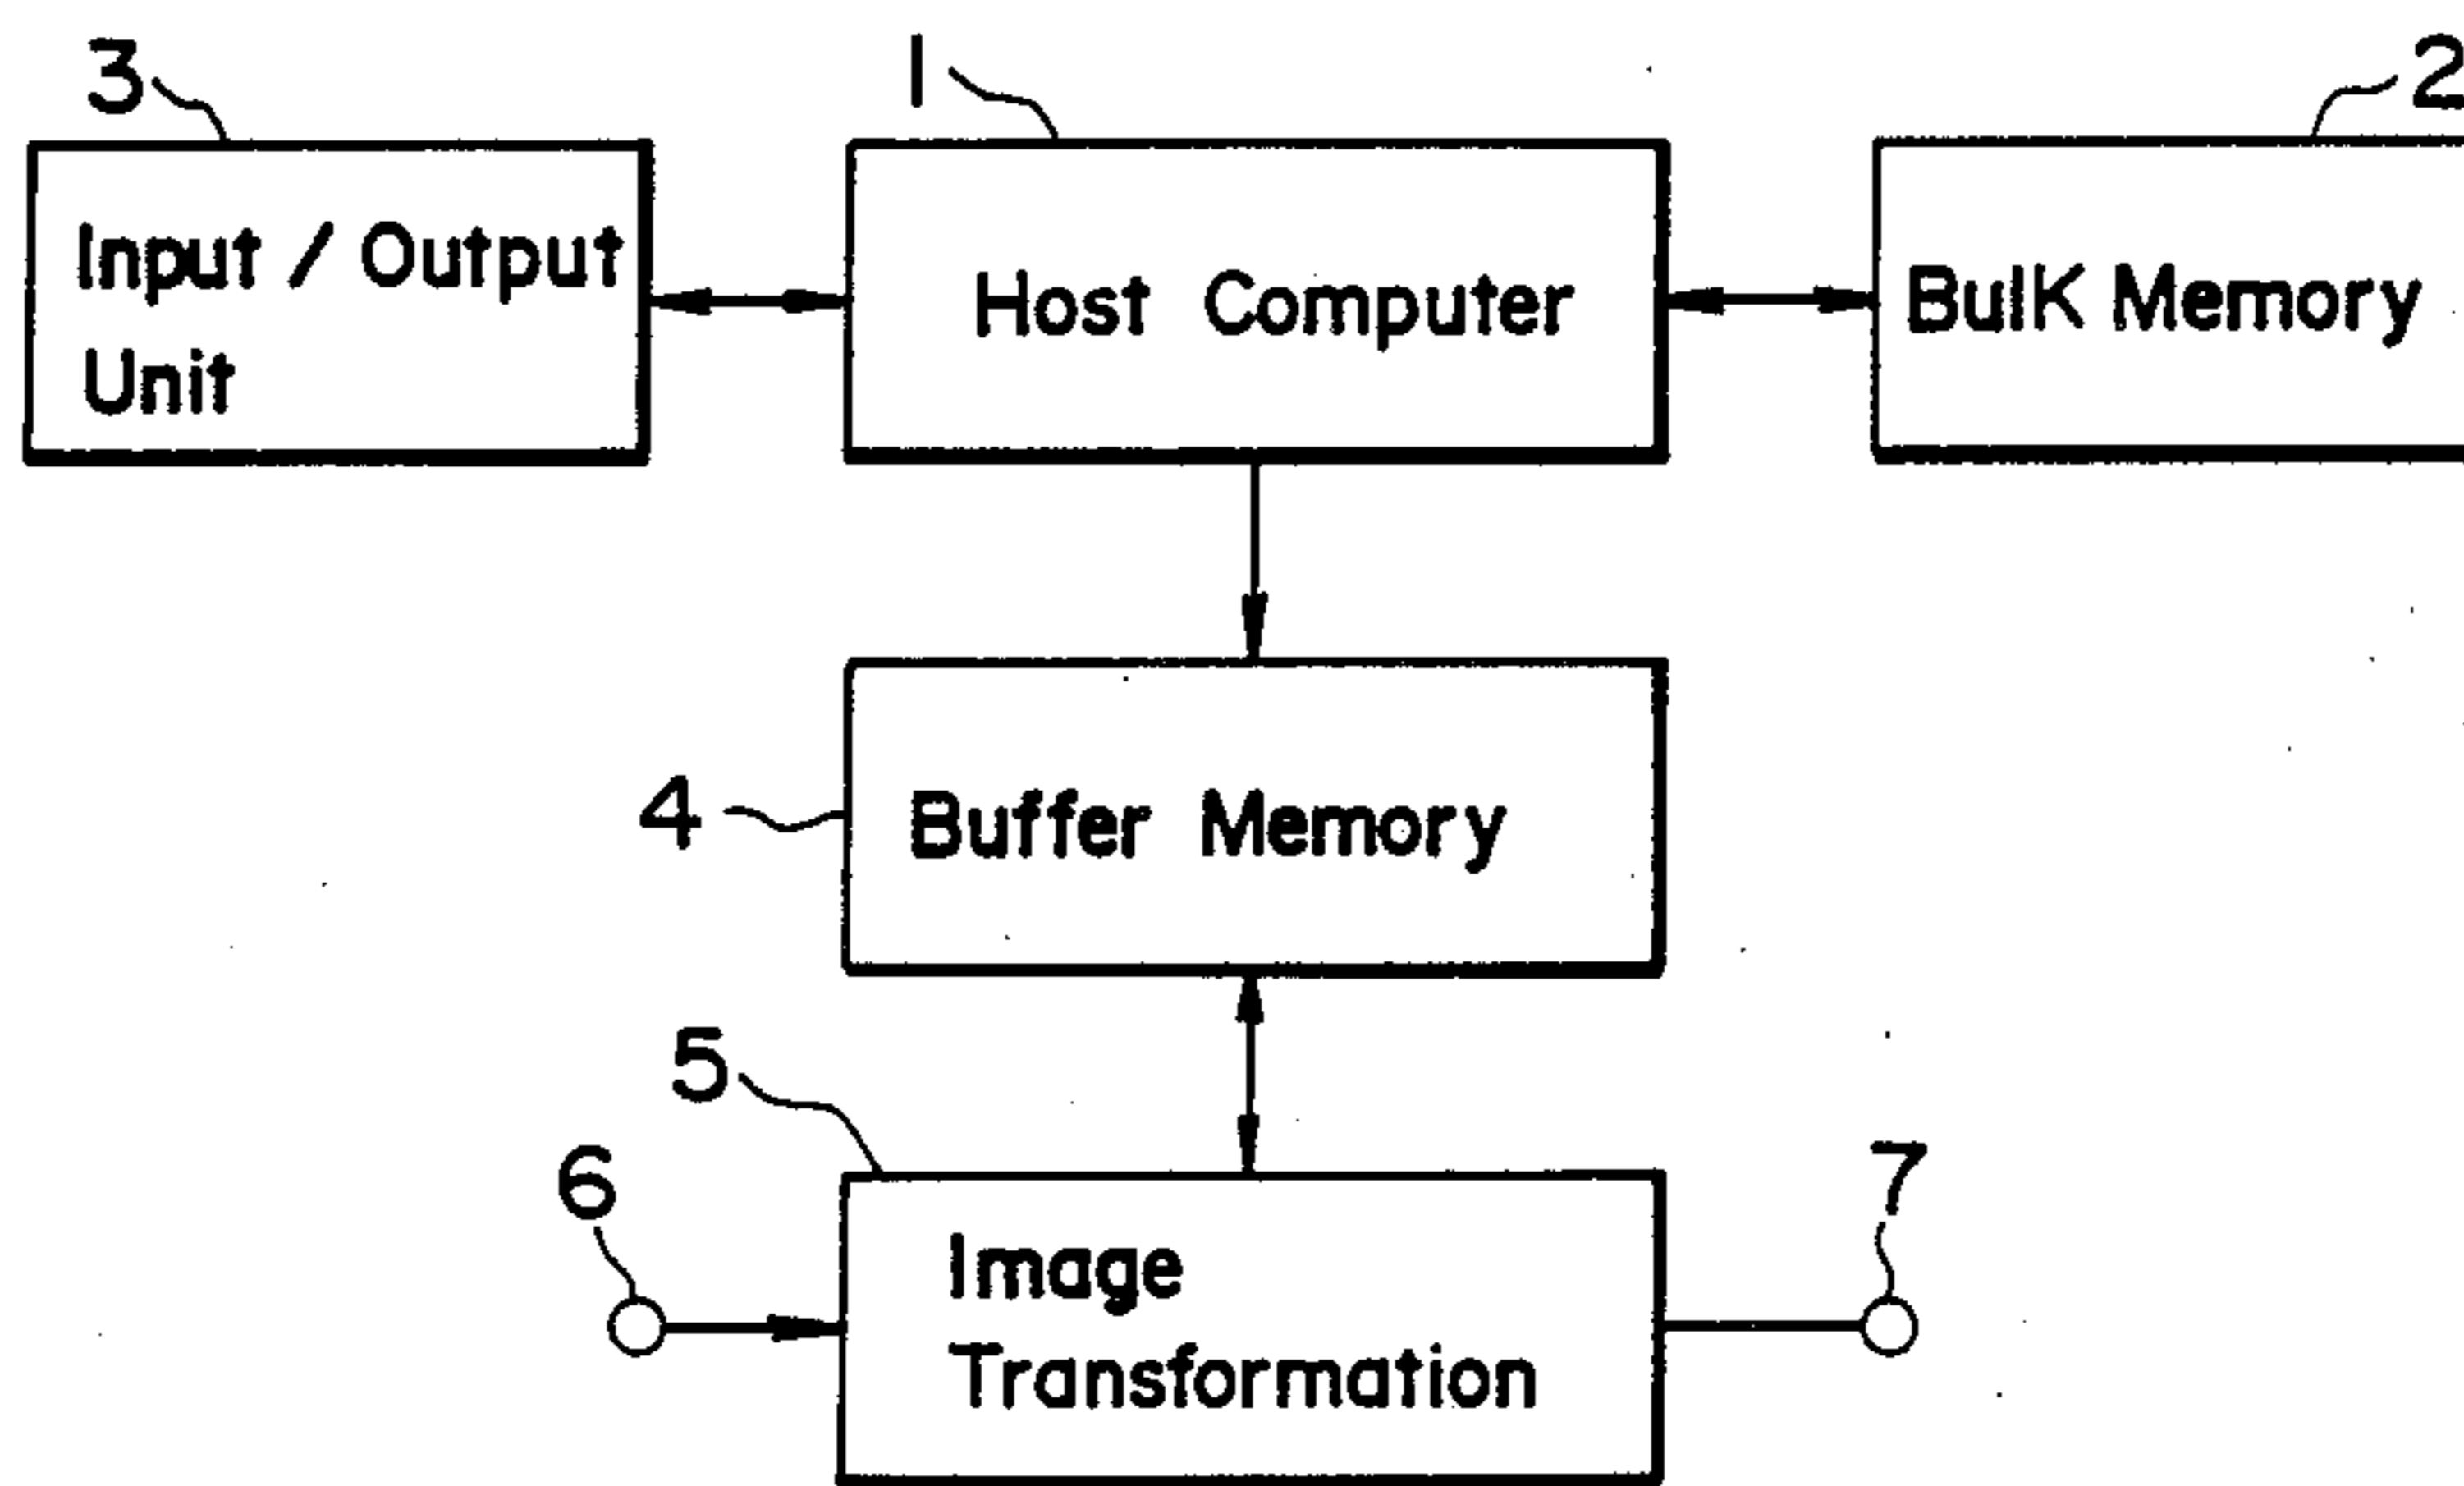 3
1
2
Input / Output
Unit
Host Computer
BulK Memory
4
Buffer Memory
5
6
7
Image
Transformation